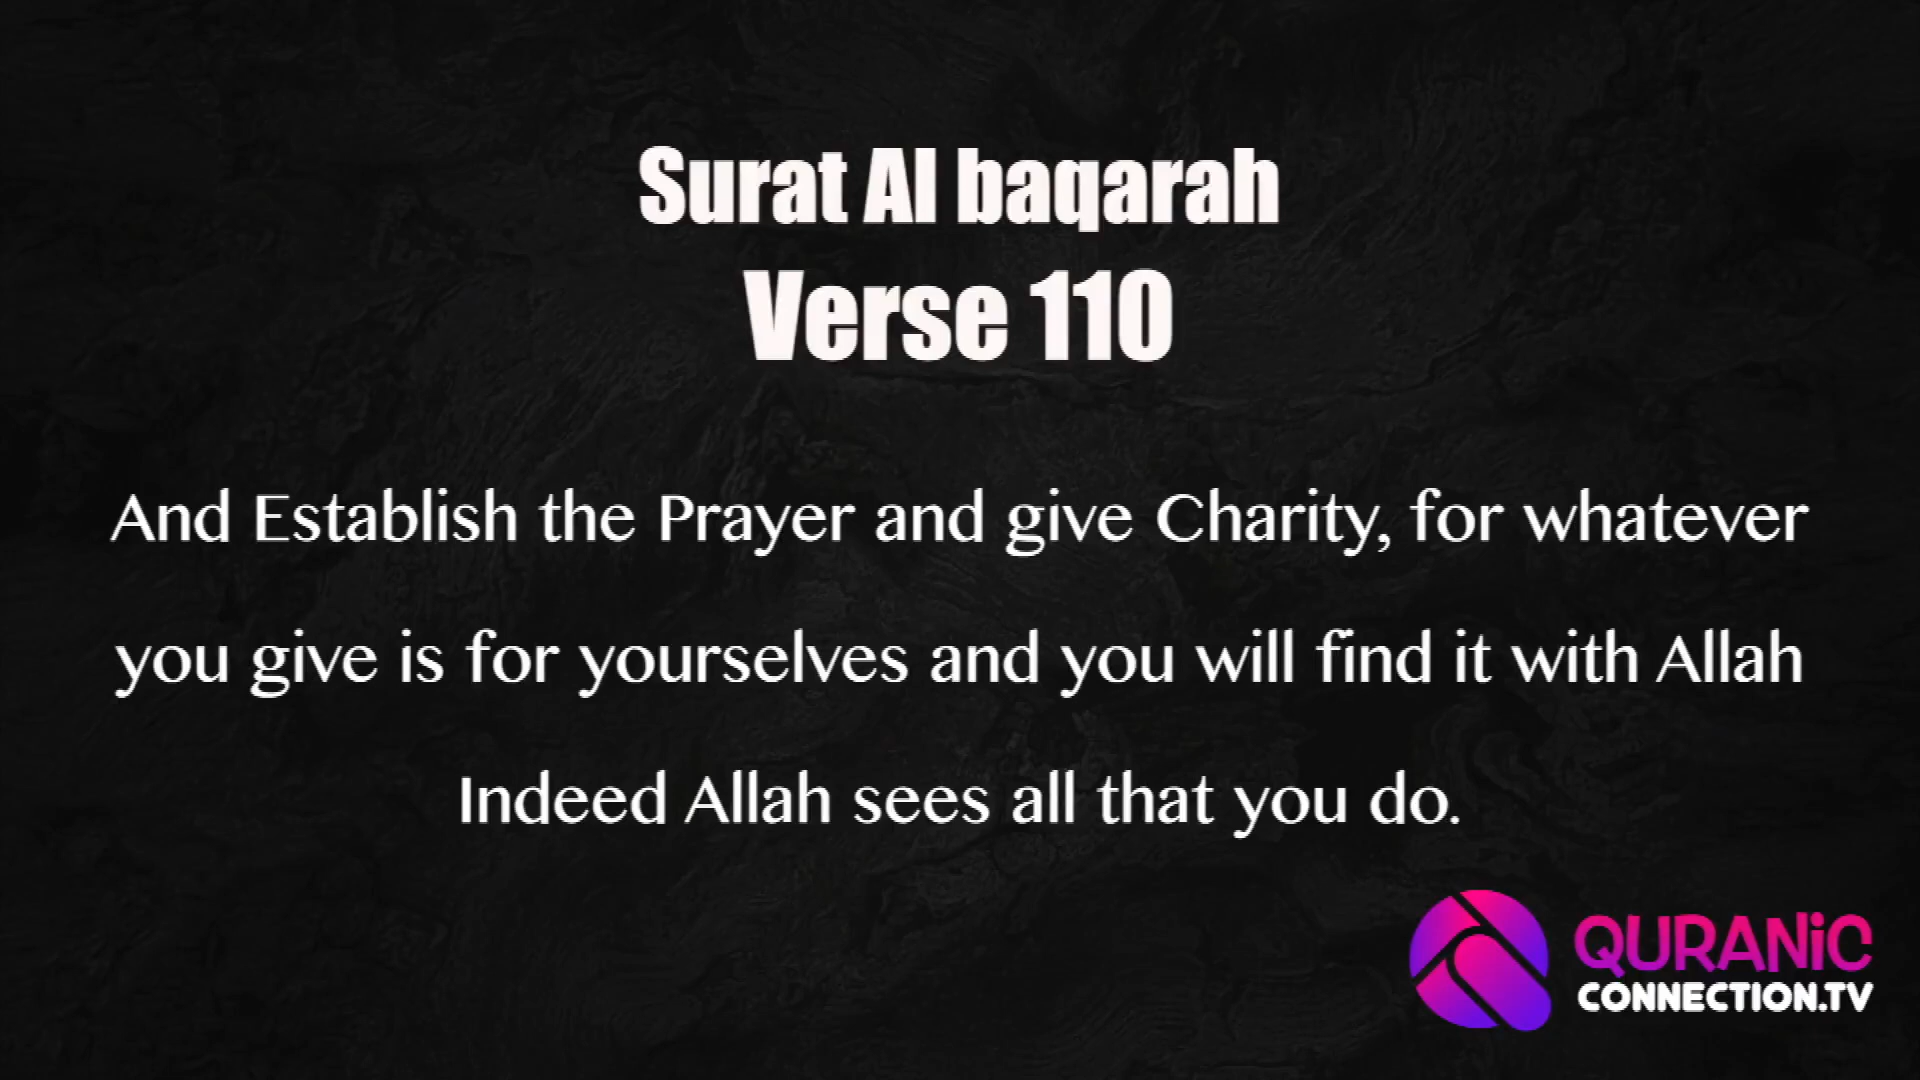 Surat Al baqarah
Verse 110
And Establish the Prayer and give Charity, for whatever
you give is for yourselves and you will find it with Allah
Indeed Allah sees all that you do.
QURANiC
CONNECTION.TV